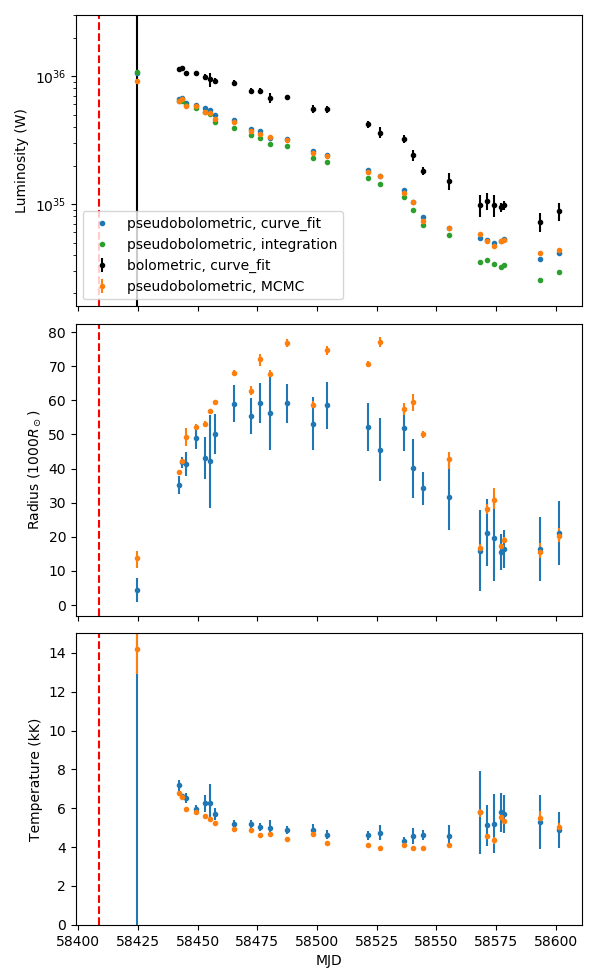 10^36
10^35
Luminosity (W)
pseudobolometric, curve_fit
pseudobolometric, integration
bolometric, curve_fit
pseudobolometric, MCMC
80
70
60
50
40
30
20
10
0
Radius (1000R⊙)
14
12
10
8
6
4
2
0
Temperature (kK)
58400 58425 58450 58475 58500 58525 58550 58575 58600
MJD